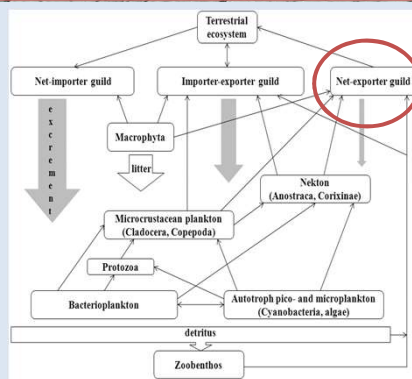 Terrestrial
ecosystem
Net-importer guild
Importer-exporter guild
Net-exporter guild
excrement
Macrophyta
litter
Nekton
(Anostraca, Corixinae)
Microcrustacean plankton
(Cladocera, Copepoda)
Protozoa
Bacterioplankton
Autotroph pico- and microplankton
(Cyanobacteria, algae)
detritus
Zoobenthos